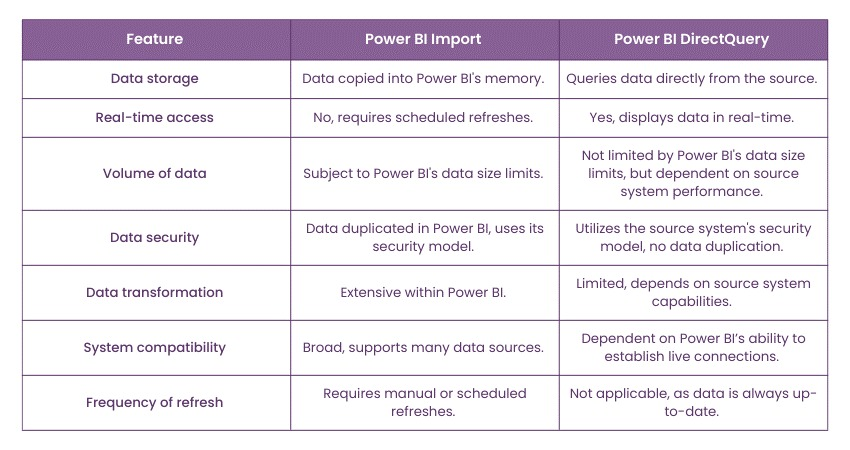 Feature Power BI Import Power BI DirectQuery
Data storage Data copied into Power BI's memory. Queries data directly from the source.
Real-time access No, requires scheduled refreshes. Yes, displays data in real-time.
Volume of data Subject to Power BI's data size limits. Not limited by Power BI's data size
limits, but dependent on source
system performance.
Data security Data duplicated in Power BI, uses its
security model. Utilizes the source system's security
model, no data duplication.
Data transformation Extensive within Power BI. Limited, depends on source system
capabilities.
System compatibility Broad, supports many data sources. Dependent on Power BI’s ability to
establish live connections.
Frequency of refresh Requires manual or scheduled
refreshes. Not applicable, as data is always up-
to-date.